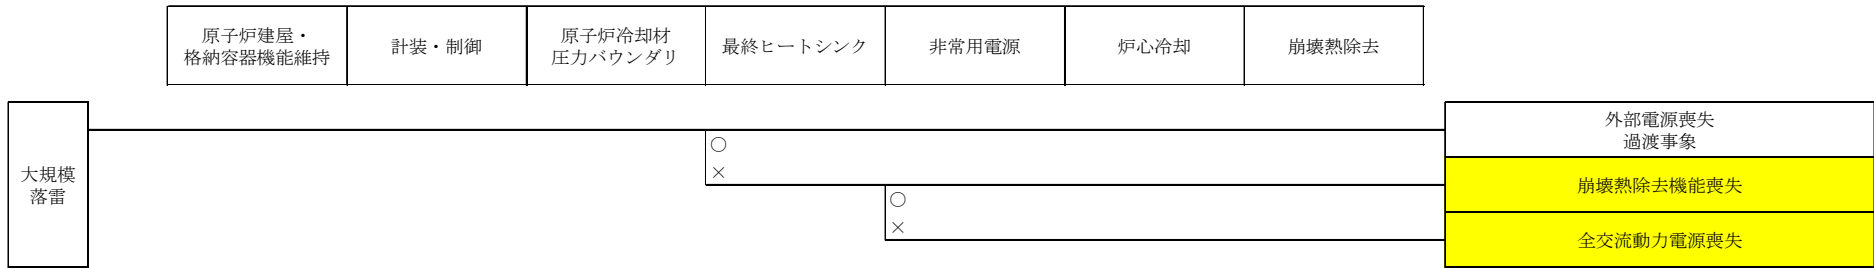 原子炉建屋・
格納容器機能維持
計装・制御
原子炉冷却材
圧力バウンダリ
最終ヒートシンク
非常用電源
炉心冷却
崩壊熱除去
大規模
落雷
外部電源喪失
過渡事象
○
×
崩壊熱除去機能喪失
○
×
全交流動力電源喪失